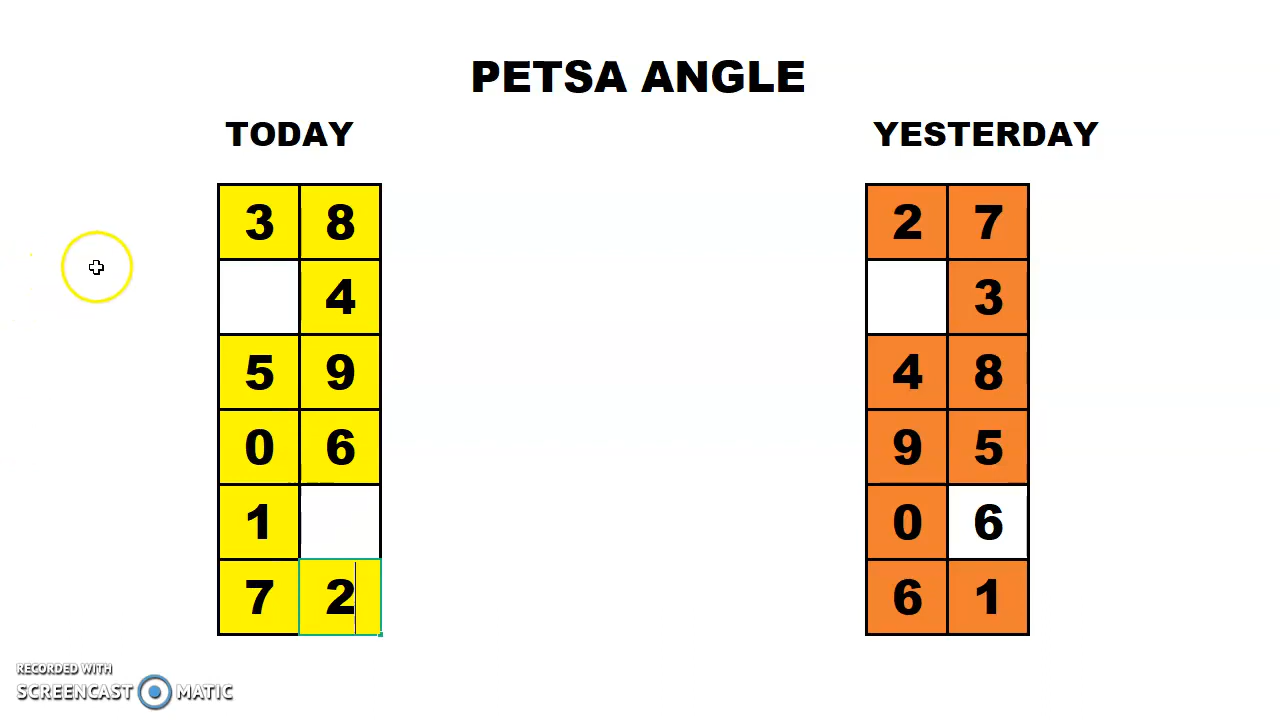 PETSA ANGLE
TODAY YESTERDAY
3 8 2 7
4 3
5 9 4 8
0 6 9 5
1 0 6
7 2 6 1
RECORDED WITH
SCREENCAST MATIC